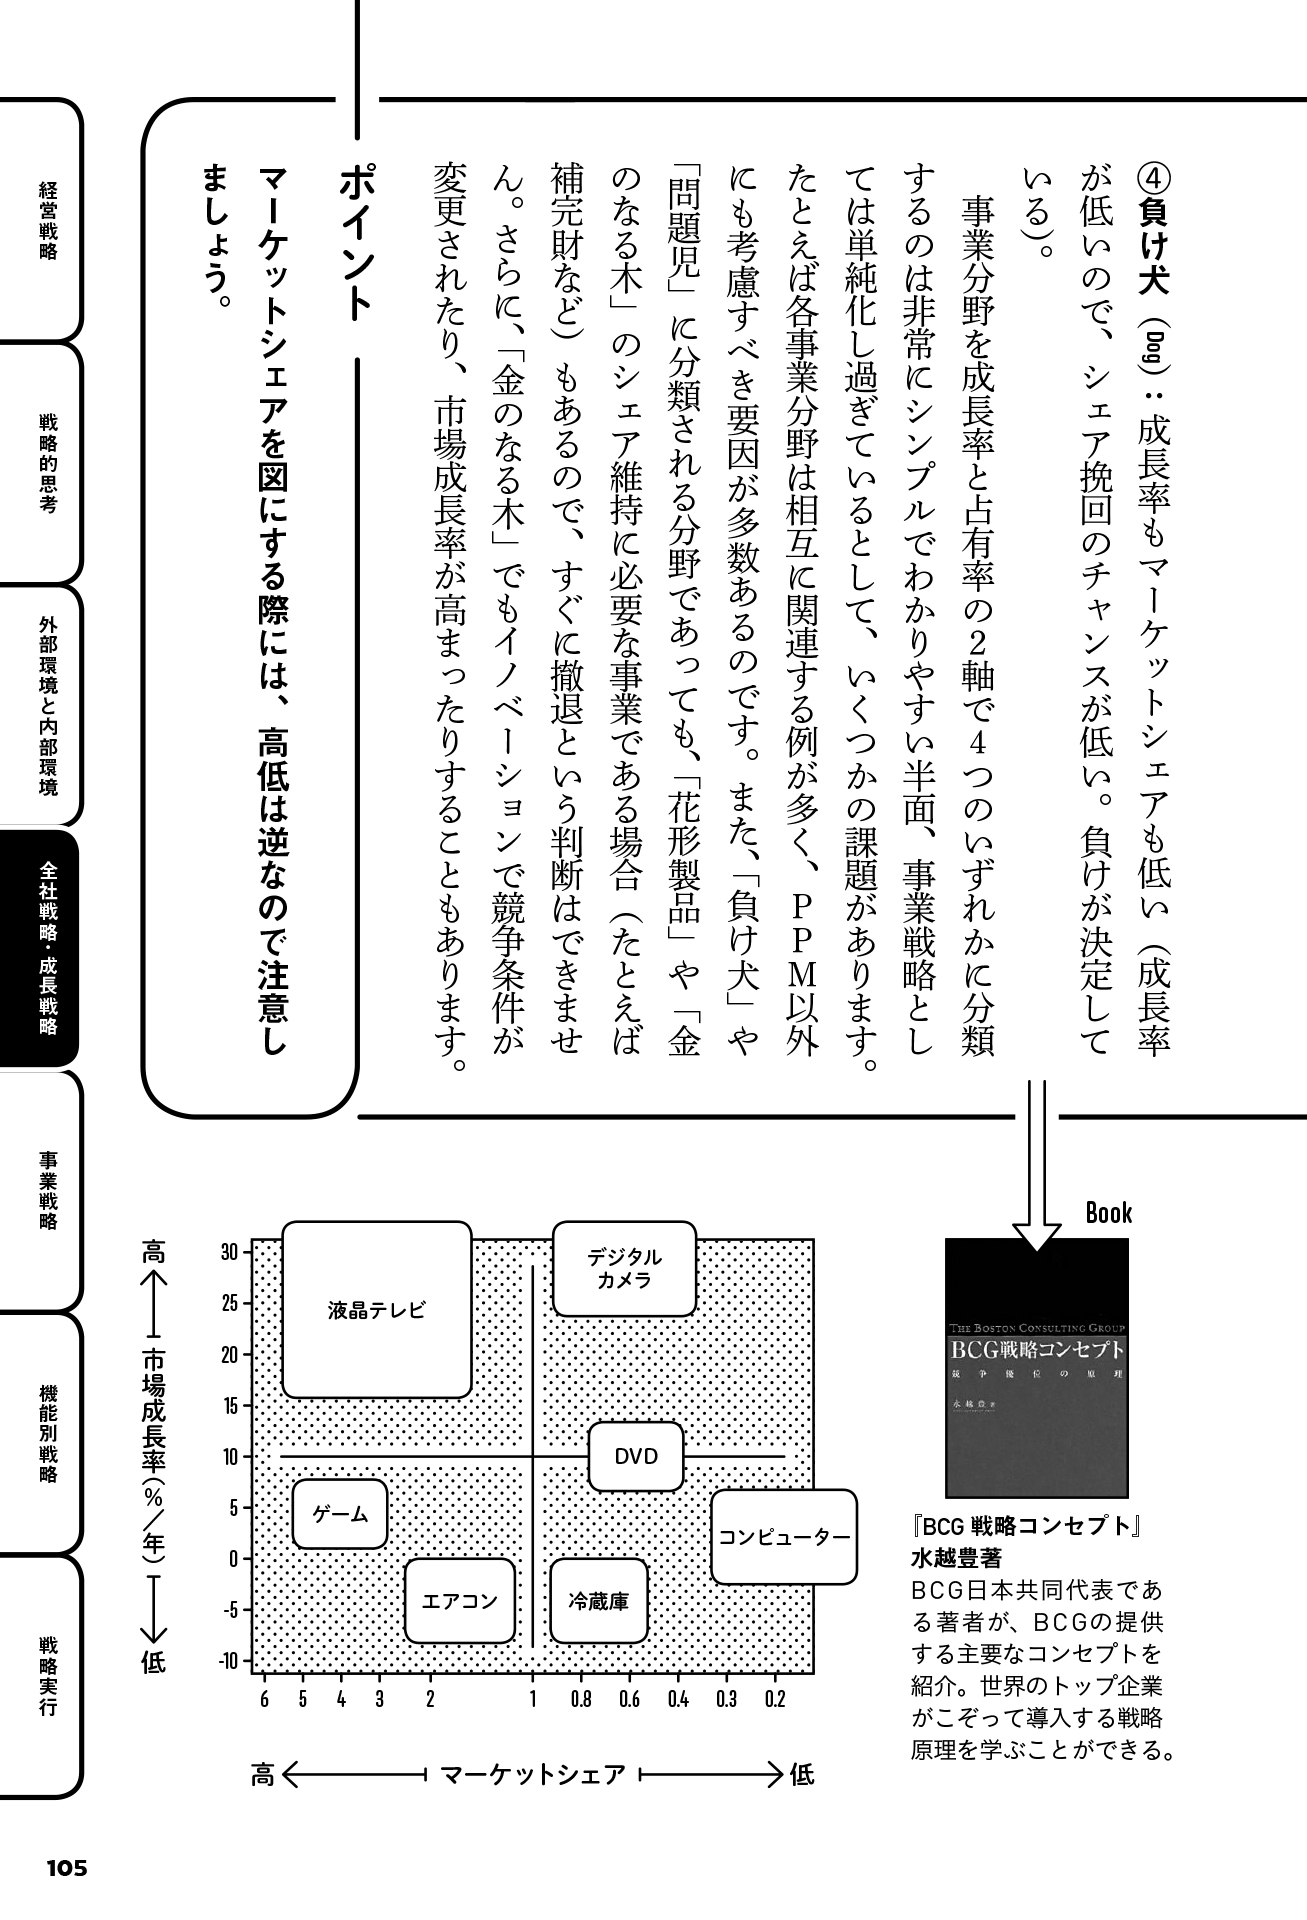 ④負け犬（Dog）：成長率もマーケットシェアも低い（成長率
が低いので、シェア挽回のチャンスが低い。負けが決定して
いる）。
事業分野を成長率と占有率の2軸で4つのいずれかに分類
するのは非常にシンプルでわかりやすい半面、事業戦略とし
ては単純化し過ぎているとして、いくつかの課題があります。
たとえば各事業分野は相互に関連する例が多く、PPM以外
にも考慮すべき要因が多数あるのです。また、「負け犬」や
「問題児」に分類される分野であっても、「花形製品」や「金
のなる木」のシェア維持に必要な事業である場合（たとえば
補完財など）もあるので、すぐに撤退という判断はできませ
ん。さらに、「金のなる木」でもイノベーションで競争条件が
変更されたり、市場成長率が高まったりすることもあります。
ポイント
マーケットシェアを図にする際には、高低は逆なので注意し
ましょう。
Book
THE BOSTON CONSULTING GROUP
BCG戦略コンセプト
競争優位の原理
水越豊 著
『BCG 戦略コンセプト』
水越豊著
BCG日本共同代表であ
る著者が、BCGの提供
する主要なコンセプトを
紹介。世界のトップ企業
がこぞって導入する戦略
原理を学ぶことができる。
高
市場成長率（％／年）
低
30
25
20
15
10
5
0
-5
-10
液晶テレビ
デジタル
カメラ
DVD
ゲーム
コンピューター
エアコン
冷蔵庫
6 5 4 3 2 1 0.8 0.6 0.4 0.3 0.2
高 マーケットシェア 低
経営戦略
戦略的思考
外部環境と内部環境
全社戦略・成長戦略
事業戦略
機能別戦略
戦略実行
105